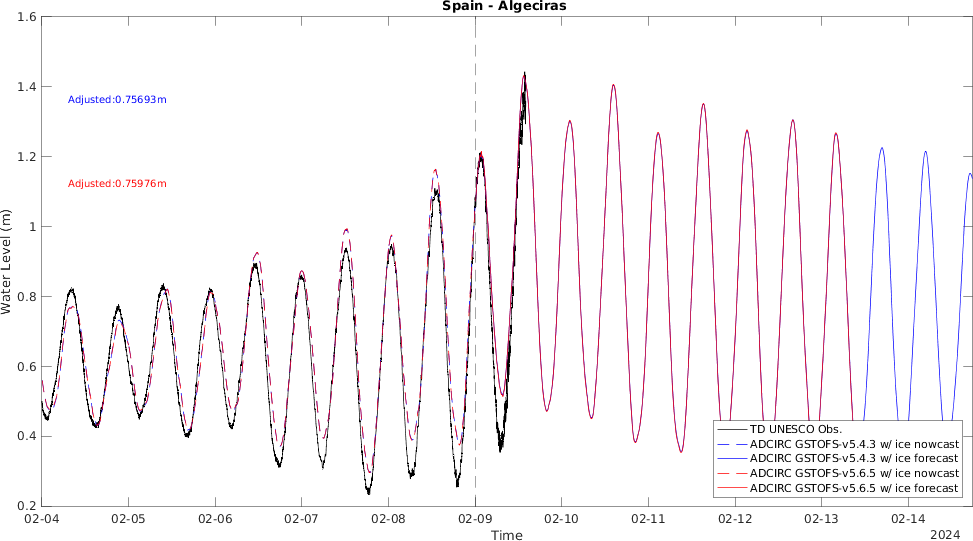 Spain - Algeciras
1.6
1.4
Adjusted:0.75693m
1.2
Adjusted:0.75976m
1
Water Level (m)
0.8
0.6
0.4
0.2
TD UNESCO Obs.
ADCIRC GSTOFS-v5.4.3 w/ ice nowcast
ADCIRC GSTOFS-v5.4.3 w/ ice forecast
ADCIRC GSTOFS-v5.6.5 w/ ice nowcast
ADCIRC GSTOFS-v5.6.5 w/ ice forecast
02-04 02-05 02-06 02-07 02-08 02-09 02-10 02-11 02-12 02-13 02-14
Time
2024